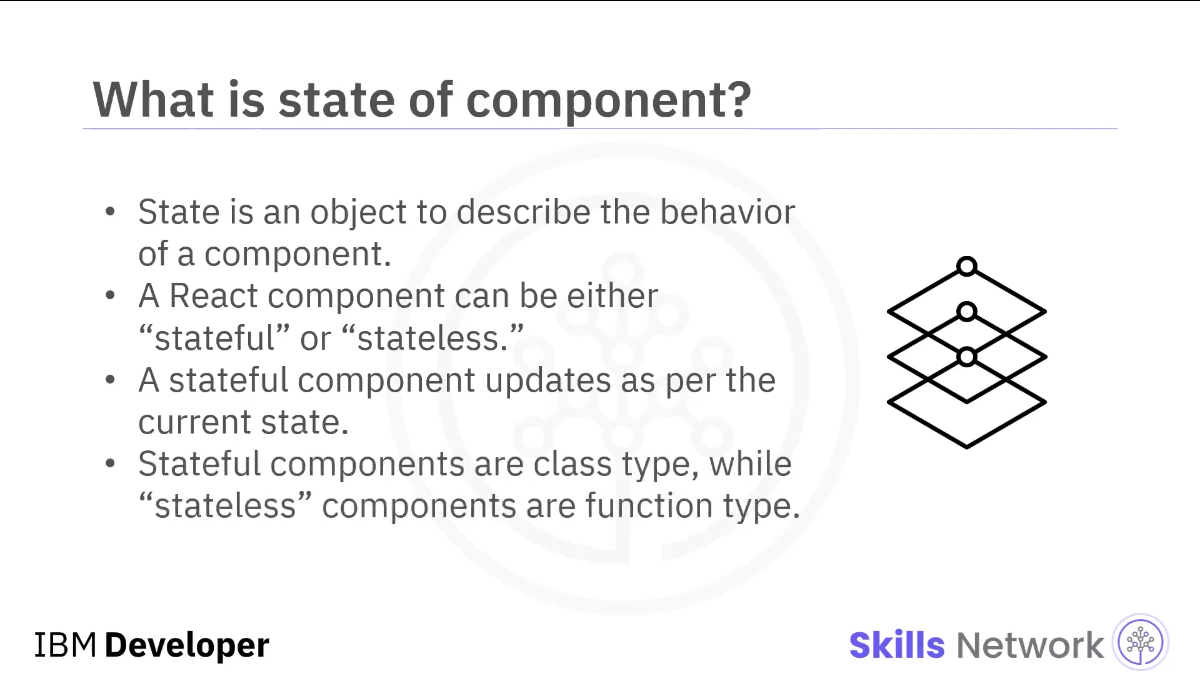 What is state of component?
• State is an object to describe the behavior
of a component.
• A React component can be either
“stateful” or “stateless.”
• A stateful component updates as per the
current state.
• Stateful components are class type, while
“stateless” components are function type.
IBM Developer
Skills Network